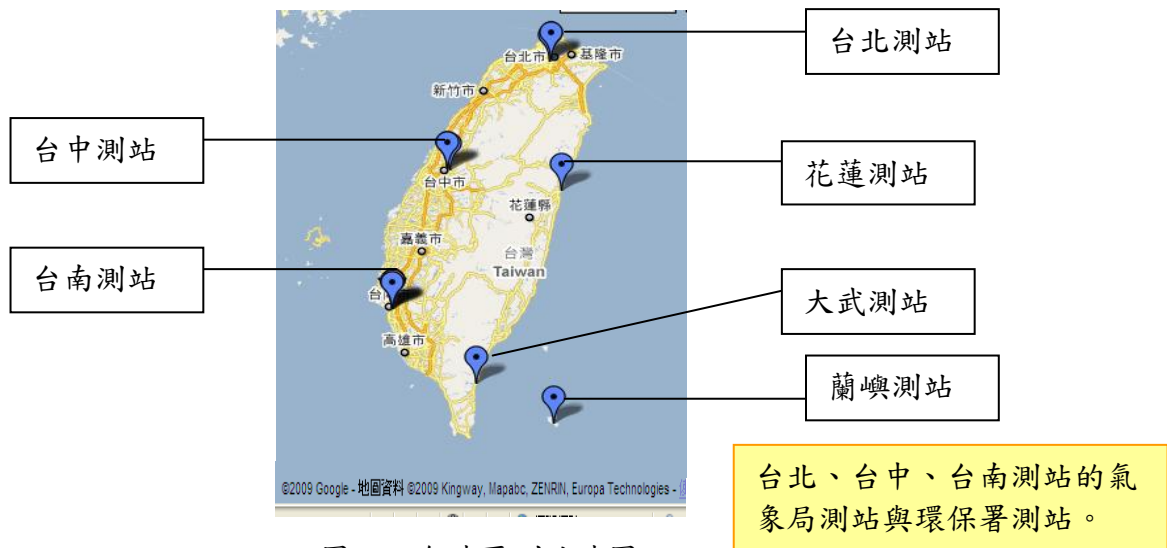 台北測站
台北市
基隆市
新竹市
台中測站
台中市
花蓮測站
花蓮縣
嘉義市
台灣
Taiwan
台南測站
大武測站
高雄市
蘭嶼測站
©2009 Google - 地圖資料 ©2009 Kingway, Mapabc, ZENRIN, Europa Technologies -
台北、台中、台南測站的氣
象局測站與環保署測站。